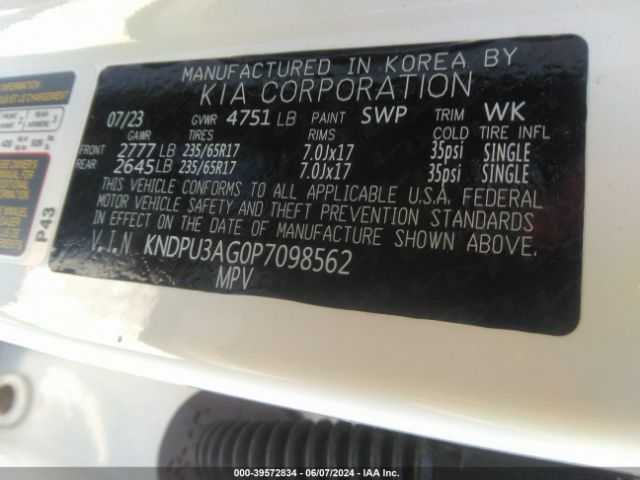 MANUFACTURED IN KOREA BY
KIA CORPORATION
07/23 GVWR 4751 LB PAINT SWP TRIM WK
GAWR TIRES RIMS COLD TIRE INFL
FRONT 2777 LB 235/65R17 7.0Jx17 35psi SINGLE
REAR 2645 LB 235/65R17 7.0Jx17 35psi SINGLE
THIS VEHICLE CONFORMS TO ALL APPLICABLE U.S.A. FEDERAL
MOTOR VEHICLE SAFETY AND THEFT PREVENTION STANDARDS
IN EFFECT ON THE DATE OF MANUFACTURE SHOWN ABOVE.
V.I.N KNDPU3AG0P7098562
MPV
P43
000-39572834 - 06/07/2024 - IAA Inc.